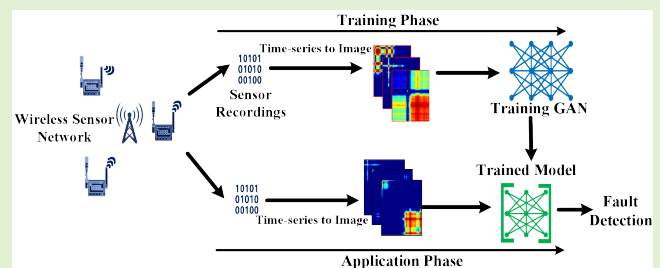 Training Phase
Time-series to Image
10101
01010
00100
Sensor
Recordings
Training GAN
Wireless Sensor
Network
Trained Model
10101
01010
00100
Time-series to Image
Fault
Detection
Application Phase